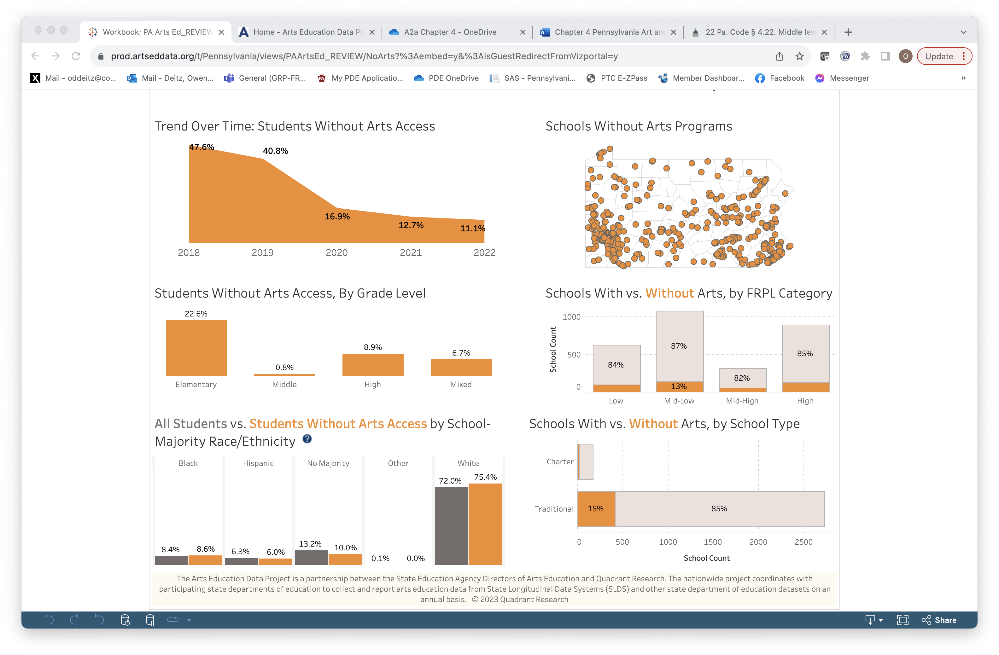 Workbook: PA Arts Ed_REVIEW
Home - Arts Education Data Pr
A2a Chapter 4 - OneDrive
Chapter 4 Pennsylvania Art and
22 Pa. Code § 4.22. Middle leve
prod.artseddata.org/t/Pennsylvania/views/PAArtsEd_REVIEW/NoArts?%3Aembed=y&%3AisGuestRedirectFromVizportal=y
O
Update
Mail - oddeitz@co...
Mail - Deitz, Owen...
General (GRP-FR...
My PDE Applicatio...
PDE OneDrive
SAS - Pennsylvani...
PTC E-ZPass
Member Dashboar...
Facebook
Messenger
»
Trend Over Time: Students Without Arts Access
47.6%
40.8%
16.9%
12.7%
11.1%
2018 2019 2020 2021 2022
Schools Without Arts Programs
Students Without Arts Access, By Grade Level
22.6%
0.8%
8.9%
6.7%
Elementary Middle High Mixed
Schools With vs. Without Arts, by FRPL Category
School Count
1000
500
0
84%
87%
13%
82%
85%
Low Mid-Low Mid-High High
All Students vs. Students Without Arts Access by School-
Majority Race/Ethnicity ?
Black Hispanic No Majority Other White
8.4% 8.6% 6.3% 6.0% 13.2% 10.0% 0.1% 0.0% 72.0% 75.4%
Schools With vs. Without Arts, by School Type
Charter
Traditional
15% 85%
0 500 1000 1500 2000 2500
School Count
The Arts Education Data Project is a partnership between the State Education Agency Directors of Arts Education and Quadrant Research. The nationwide project coordinates with
participating state departments of education to collect and report arts education data from State Longitudinal Data Systems (SLDS) and other state department of education datasets on an
annual basis. © 2023 Quadrant Research
Share